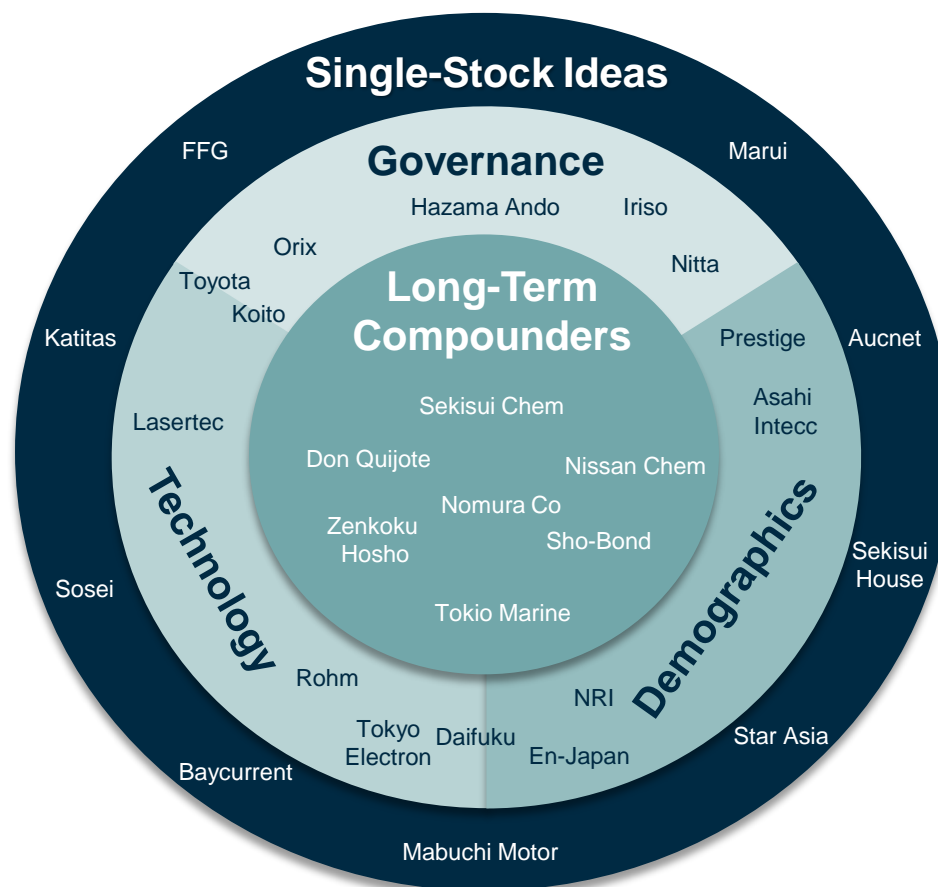 Single-Stock Ideas
FFG
Marui
Governance
Hazama Ando
Iriso
Orix
Nitta
Toyota
Koito
Long-Term
Compounders
Katitas
Prestige
Aucnet
Lasertec
Sekisui Chem
Asahi
Intecc
Don Quijote
Nissan Chem
Nomura Co
Zenkoku
Hosho
Sho-Bond
Technology
Demographics
Sosei
Sekisui
House
Tokio Marine
Rohm
NRI
Tokyo
Electron
Daifuku
En-Japan
Star Asia
Baycurrent
Mabuchi Motor